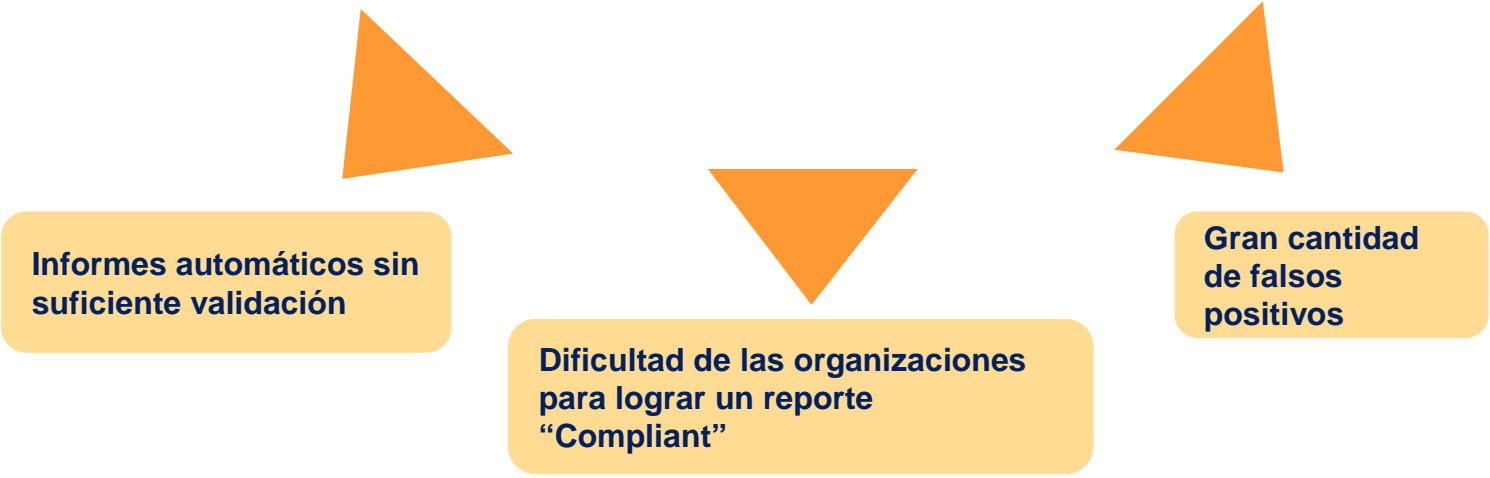 Informes automáticos sin
suficiente validación
Dificultad de las organizaciones
para lograr un reporte
“Compliant”
Gran cantidad
de falsos
positivos